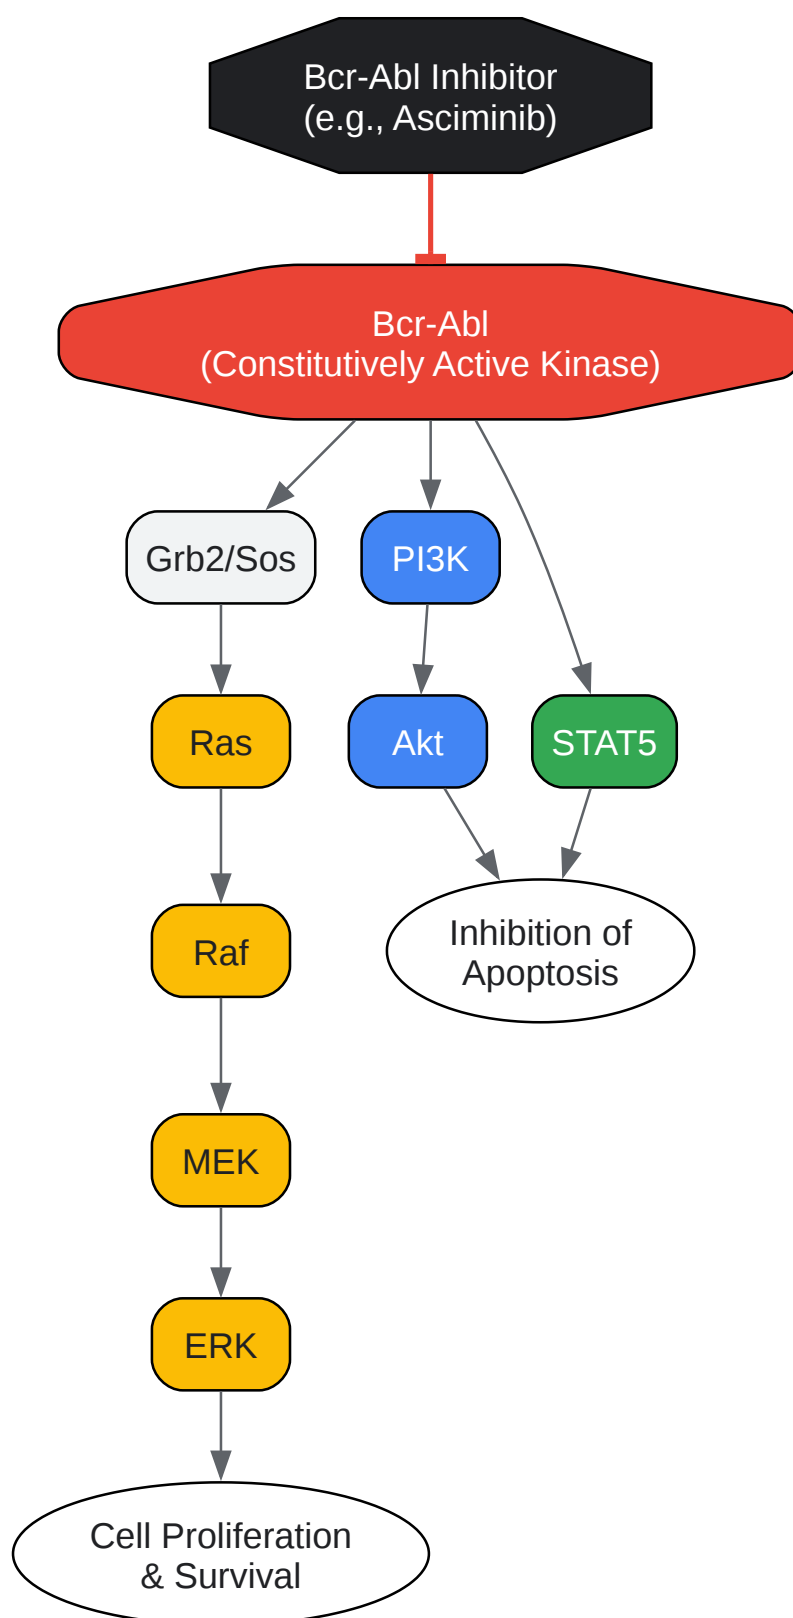 Bcr-Abl Inhibitor
(e.g., Asciminib)
Bcr-Abl
(Constitutively Active Kinase)
Grb2/Sos
PI3K
Ras
Akt
STAT5
Raf
Inhibition of
Apoptosis
MEK
ERK
Cell Proliferation
& Survival